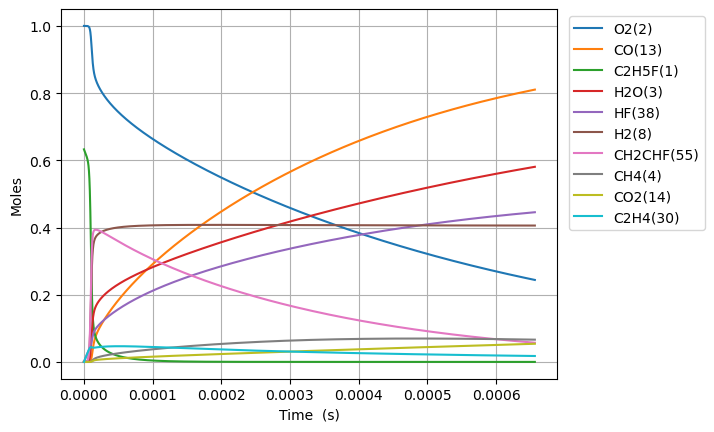 1.0
0.8
0.6
0.4
0.2
0.0
Moles
0.0000 0.0001 0.0002 0.0003 0.0004 0.0005 0.0006
Time (s)
O2(2)
CO(13)
C2H5F(1)
H2O(3)
HF(38)
H2(8)
CH2CHF(55)
CH4(4)
CO2(14)
C2H4(30)